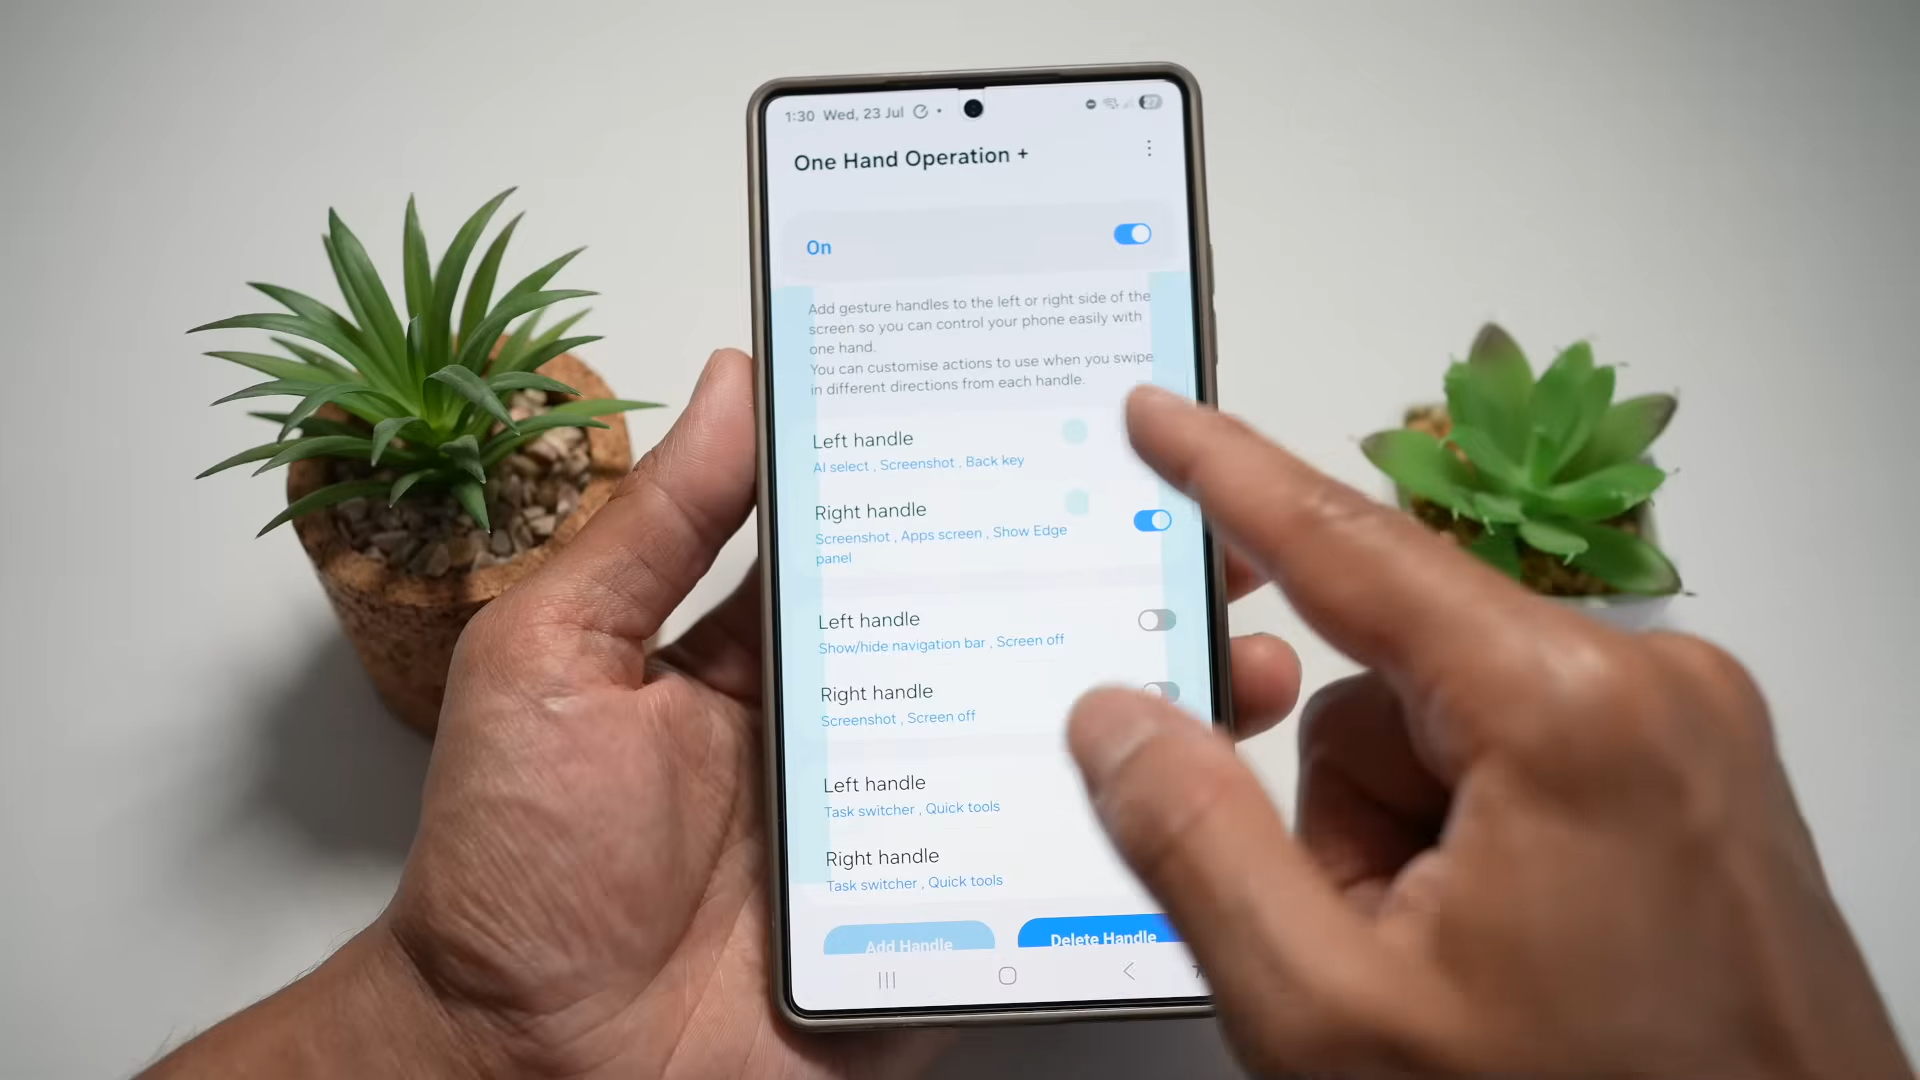 1:30 Wed, 23 Jul
27
One Hand Operation +
On
Add gesture handles to the left or right side of the
screen so you can control your phone easily with
one hand.
You can customise actions to use when you swipe
in different directions from each handle.
Left handle
AI select , Screenshot , Back key
Right handle
Screenshot , Apps screen , Show Edge
panel
Left handle
Show/hide navigation bar , Screen off
Right handle
Screenshot , Screen off
Left handle
Task switcher , Quick tools
Right handle
Task switcher , Quick tools
Add Handle
Delete Handle